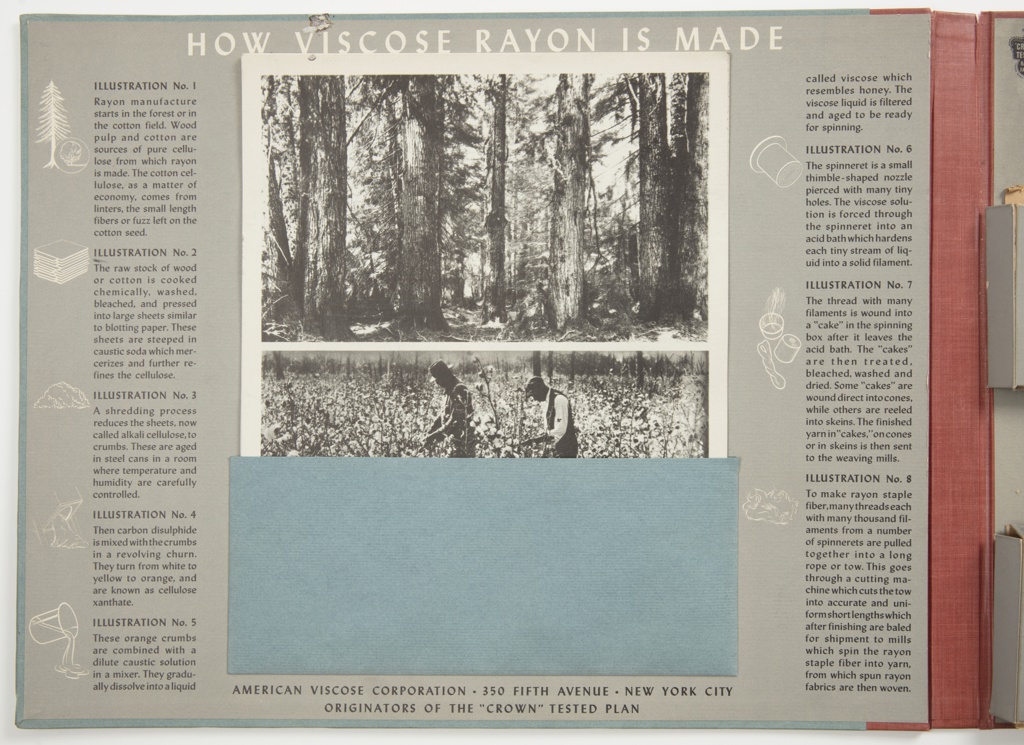 HOW VISCOSE RAYON IS MADE
ILLUSTRATION No. 1
Rayon manufacture
starts in the forest or in
the cotton field. Wood
pulp and cotton are
sources of pure cellu-
lose from which rayon
is made. The cotton cel-
lulose, as a matter of
economy, comes from
linters, the small length
fibers or fuzz left on the
cotton seed.
ILLUSTRATION No. 2
The raw stock of wood
or cotton is cooked
chemically, washed,
bleached, and pressed
into large sheets similar
to blotting paper. These
sheets are steeped in
caustic soda which mer-
cerizes and further re-
fines the cellulose.
ILLUSTRATION No. 3
A shredding process
reduces the sheets, now
called alkali cellulose, to
crumbs. These are aged
in steel cans in a room
where temperature and
humidity are carefully
controlled.
ILLUSTRATION No. 4
Then carbon disulphide
is mixed with the crumbs
in a revolving churn.
They turn from white to
yellow to orange, and
are known as cellulose
xanthate.
ILLUSTRATION No. 5
These orange crumbs
are combined with a
dilute caustic solution
in a mixer. They gradu-
ally dissolve into a liquid
called viscose which
resembles honey. The
viscose liquid is filtered
and aged to be ready
for spinning.
ILLUSTRATION No. 6
The spinneret is a small
thimble-shaped nozzle
pierced with many tiny
holes. The viscose solu-
tion is forced through
the spinneret into an
acid bath which hardens
each tiny stream of liq-
uid into a solid filament.
ILLUSTRATION No. 7
The thread with many
filaments is wound into
a "cake" in the spinning
box after it leaves the
acid bath. The "cakes"
are then treated,
bleached, washed and
dried. Some "cakes" are
wound direct into cones,
while others are reeled
into skeins. The finished
yarn in "cakes," on cones
or in skeins is then sent
to the weaving mills.
ILLUSTRATION No. 8
To make rayon staple
fiber, many threads each
with many thousand fil-
aments from a number
of spinnerets are pulled
together into a long
rope or tow. This goes
through a cutting ma-
chine which cuts the tow
into accurate and uni-
form short lengths which
after finishing are baled
for shipment to mills
which spin the rayon
staple fiber into yarn,
from which spun rayon
fabrics are then woven.
AMERICAN VISCOSE CORPORATION · 350 FIFTH AVENUE · NEW YORK CITY
ORIGINATORS OF THE "CROWN" TESTED PLAN